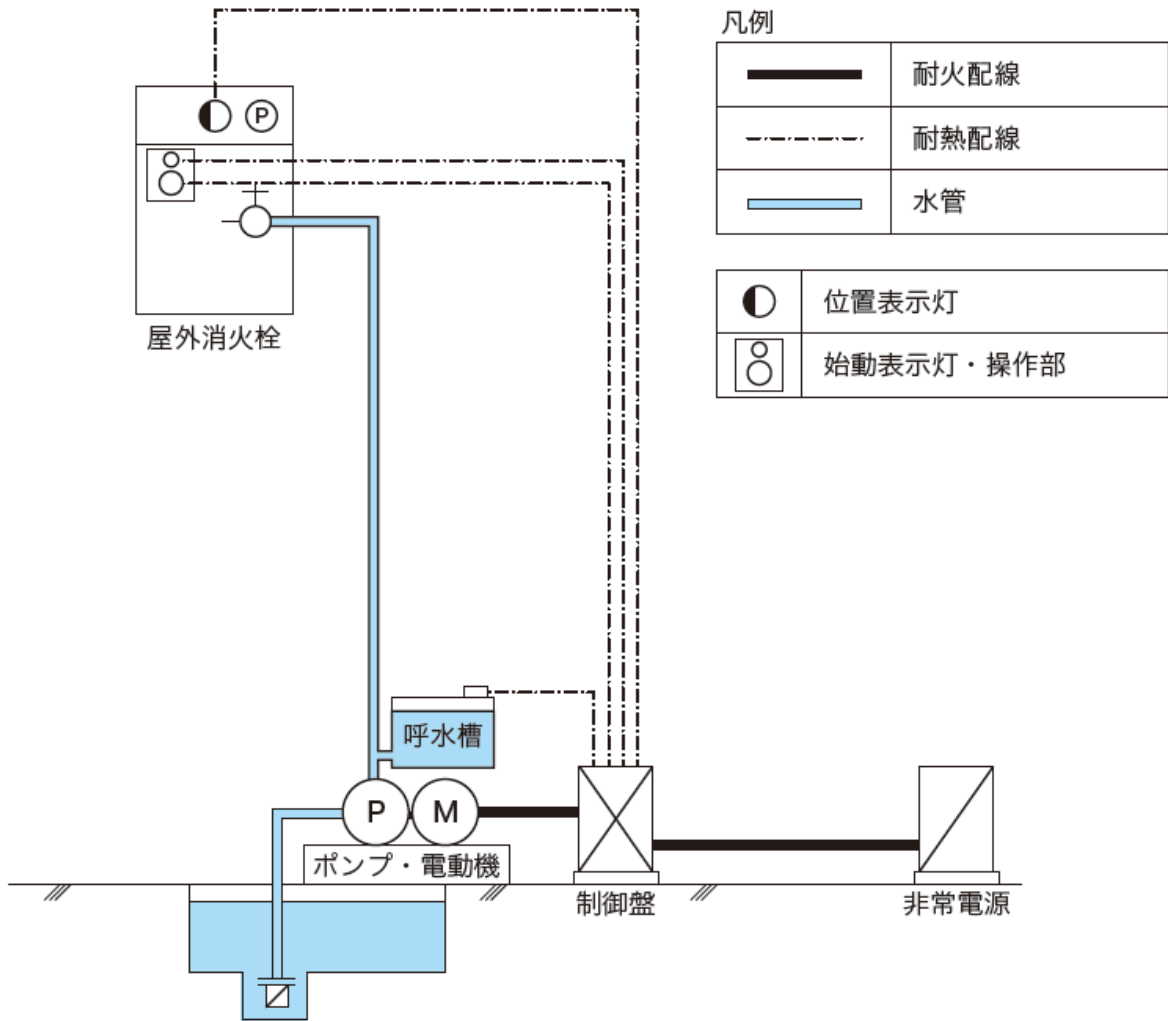 凡例
耐火配線
耐熱配線
水管
位置表示灯
始動表示灯・操作部
P
屋外消火栓
呼水槽
P
M
ポンプ・電動機
制御盤
非常電源